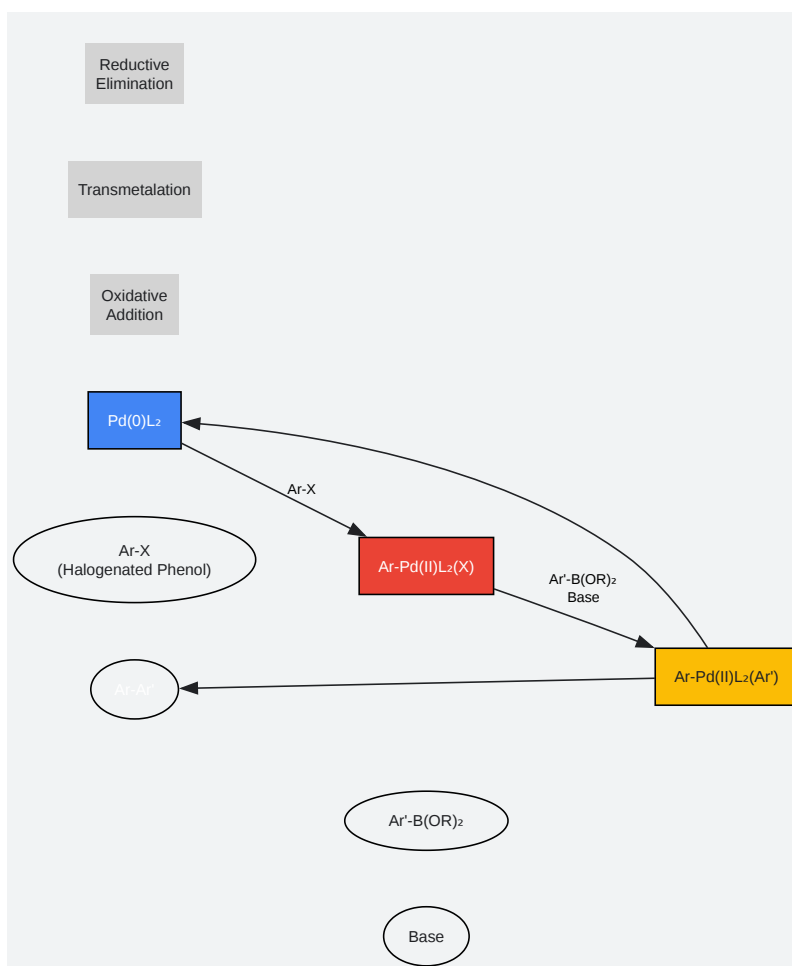 Reductive
Elimination
Transmetalation
Oxidative
Addition
Pd(0)L₂
Ar-X
Ar-X
(Halogenated Phenol)
Ar-Pd(II)L₂(X)
Ar'-B(OR)₂
Base
Ar-Ar'
Ar-Pd(II)L₂(Ar')
Ar'-B(OR)₂
Base